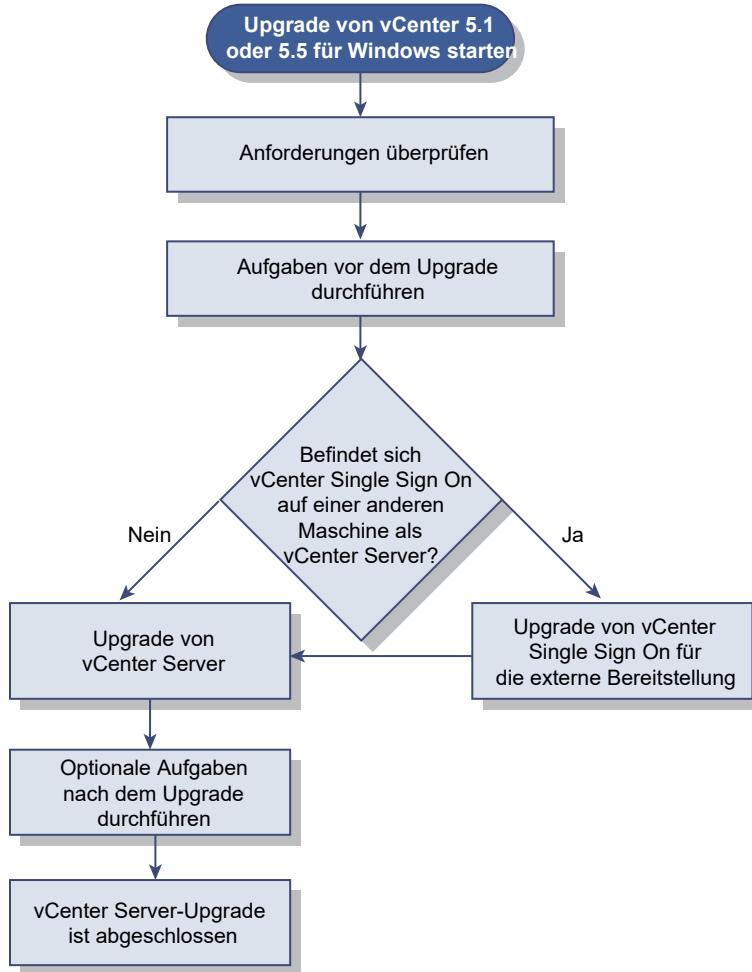 Upgrade von vCenter 5.1
oder 5.5 für Windows starten
Anforderungen überprüfen
Aufgaben vor dem Upgrade
durchführen
Befindet sich
vCenter Single Sign On
auf einer anderen
Maschine als
vCenter Server?
Nein
Ja
Upgrade von
vCenter Server
Upgrade von vCenter
Single Sign On für
die externe Bereitstellung
Optionale Aufgaben
nach dem Upgrade
durchführen
vCenter Server-Upgrade
ist abgeschlossen